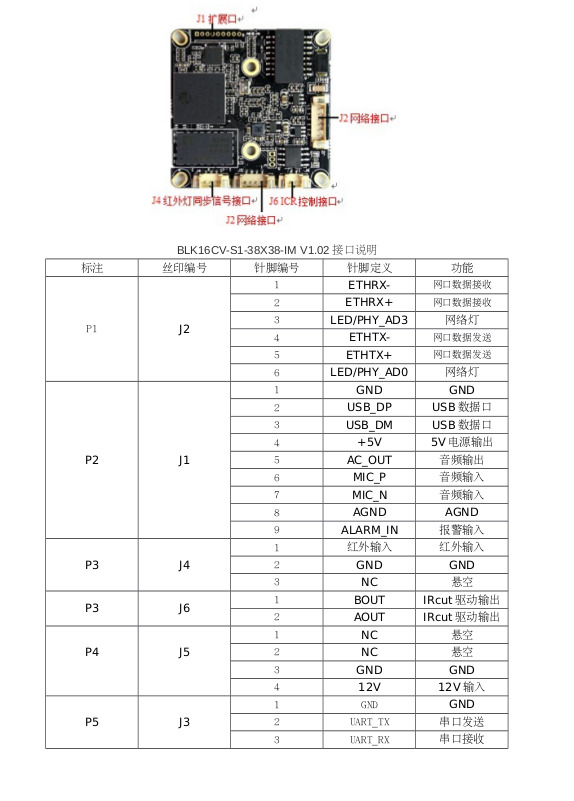 J1 扩展口
J2 网络接口
J4 红外灯同步信号接口
J6 ICR 控制接口
J2 网络接口
BLK16CV-S1-38X38-IM V1.02 接口说明
标注 丝印编号 针脚编号 针脚定义 功能
P1 J2 1 ETHRX- 网口数据接收
2 ETHRX+ 网口数据接收
3 LED/PHY_AD3 网络灯
4 ETHTX- 网口数据发送
5 ETHTX+ 网口数据发送
6 LED/PHY_AD0 网络灯
P2 J1 1 GND GND
2 USB_DP USB 数据口
3 USB_DM USB 数据口
4 +5V 5V 电源输出
5 AC_OUT 音频输出
6 MIC_P 音频输入
7 MIC_N 音频输入
8 AGND AGND
9 ALARM_IN 报警输入
P3 J4 1 红外输入 红外输入
2 GND GND
3 NC 悬空
P3 J6 1 BOUT IRcut 驱动输出
2 AOUT IRcut 驱动输出
P4 J5 1 NC 悬空
2 NC 悬空
3 GND GND
4 12V 12V 输入
P5 J3 1 GND GND
2 UART_TX 串口发送
3 UART_RX 串口接收